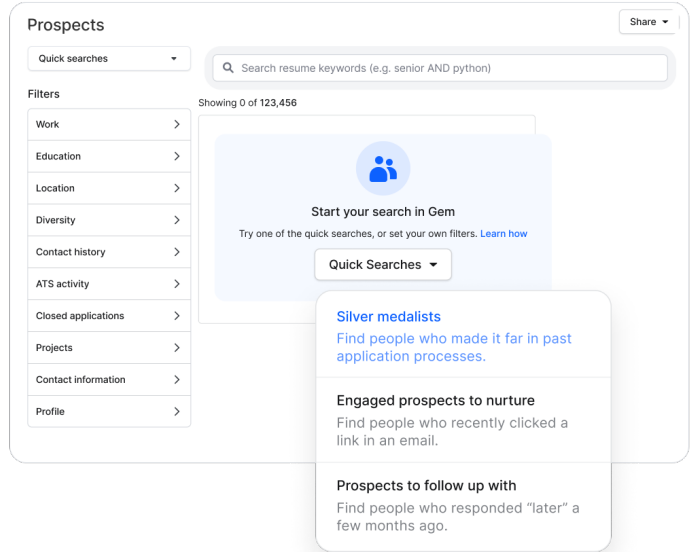 Prospects
Share
Quick searches
Search resume keywords (e.g. senior AND python)
Filters
Showing 0 of 123,456
Work
Education
Location
Diversity
Contact history
ATS activity
Closed applications
Projects
Contact information
Profile
Start your search in Gem
Try one of the quick searches, or set your own filters. Learn how
Quick Searches
Silver medalists
Find people who made it far in past
application processes.
Engaged prospects to nurture
Find people who recently clicked a
link in an email.
Prospects to follow up with
Find people who responded “later” a
few months ago.